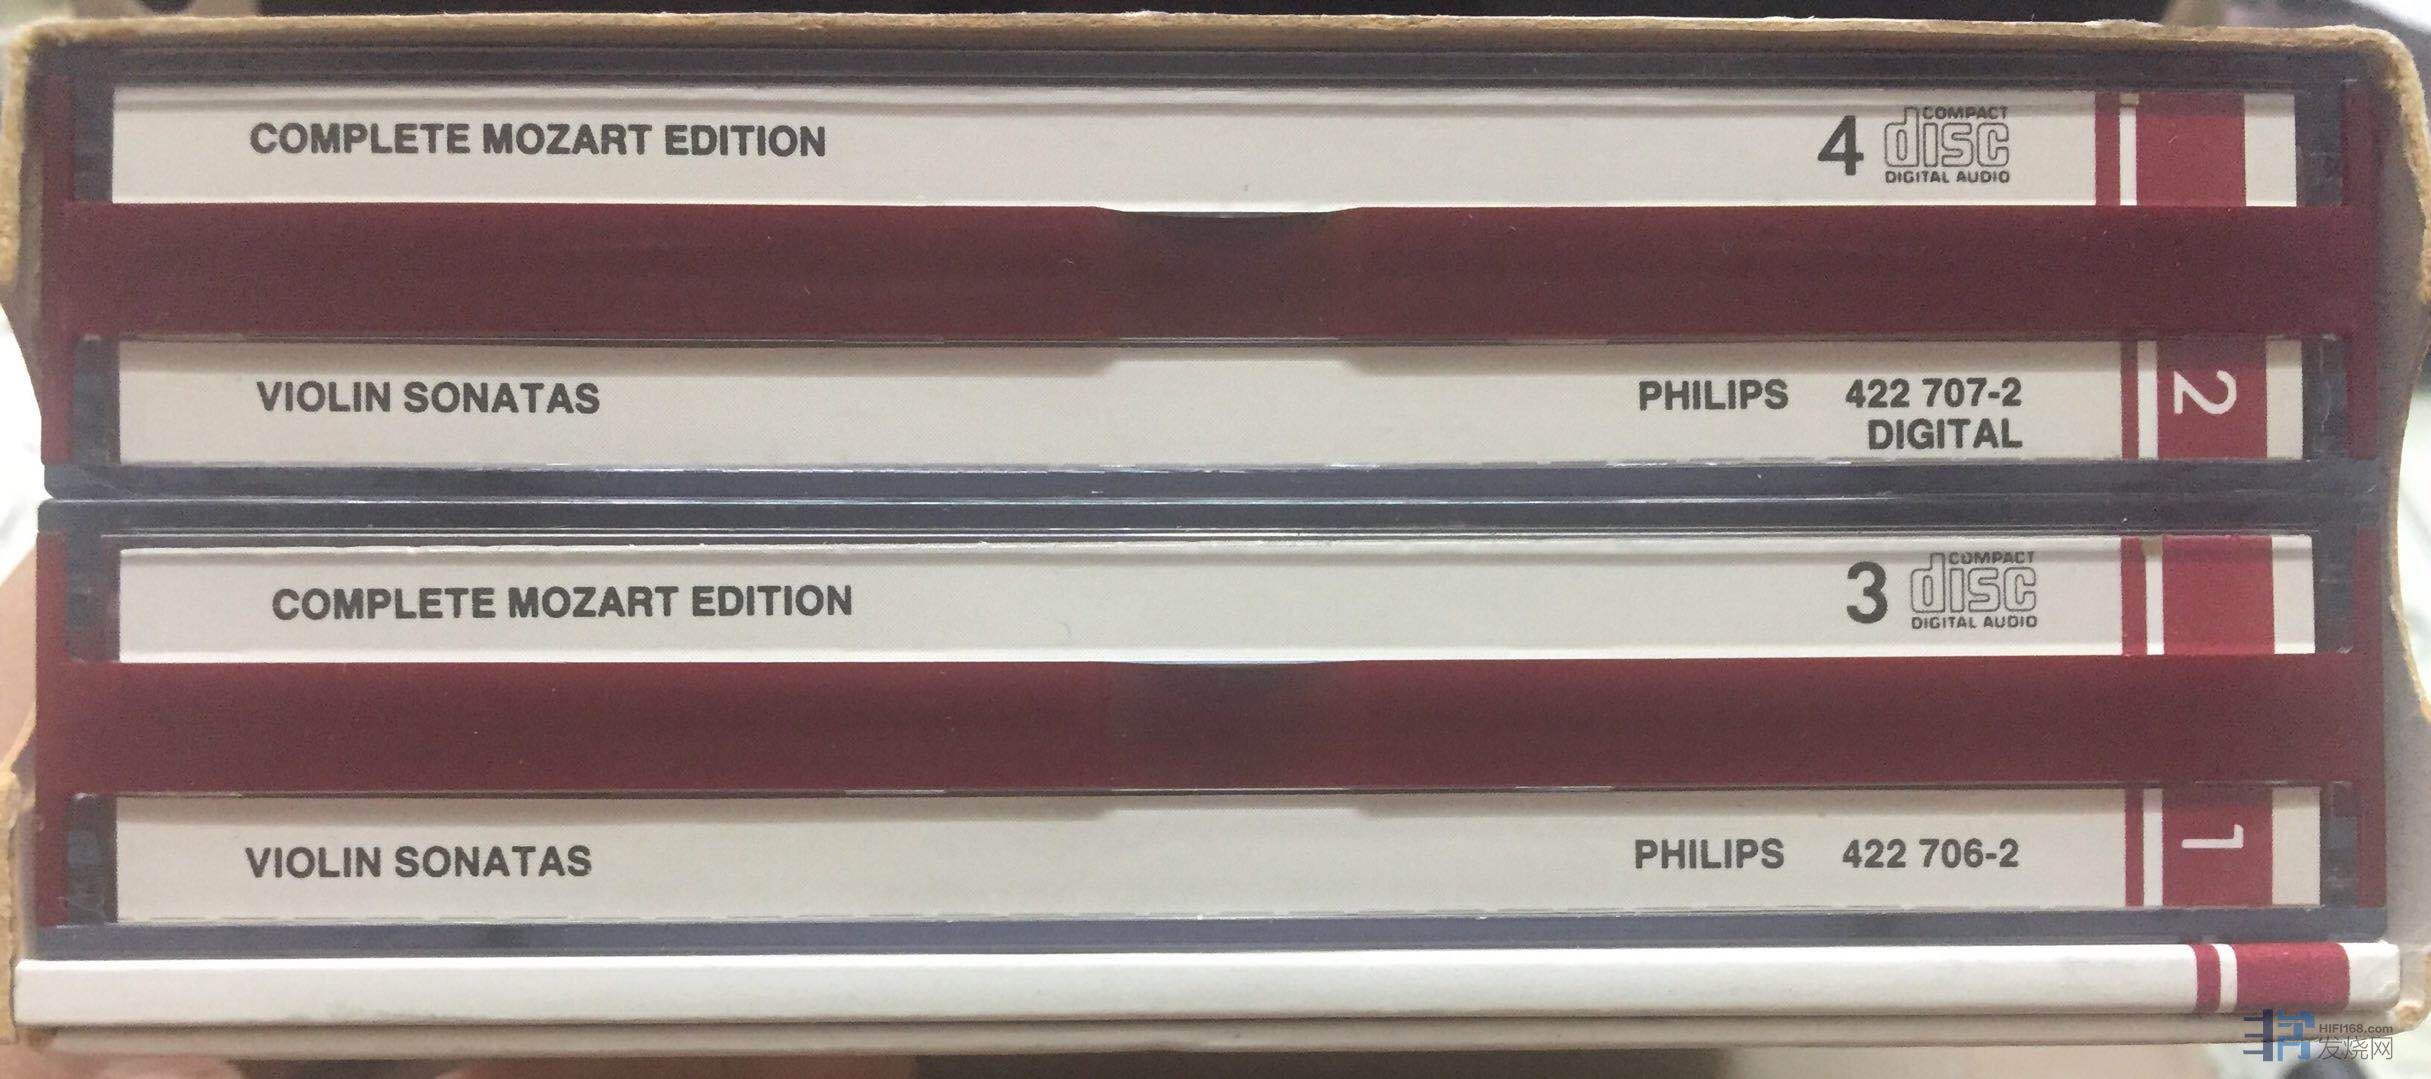 COMPLETE MOZART EDITION 4 COMPACT disc DIGITAL AUDIO
VIOLIN SONATAS PHILIPS 422 707-2 2
DIGITAL
COMPLETE MOZART EDITION 3 COMPACT disc DIGITAL AUDIO
VIOLIN SONATAS PHILIPS 422 706-2 1
HIFI168.com
发烧网